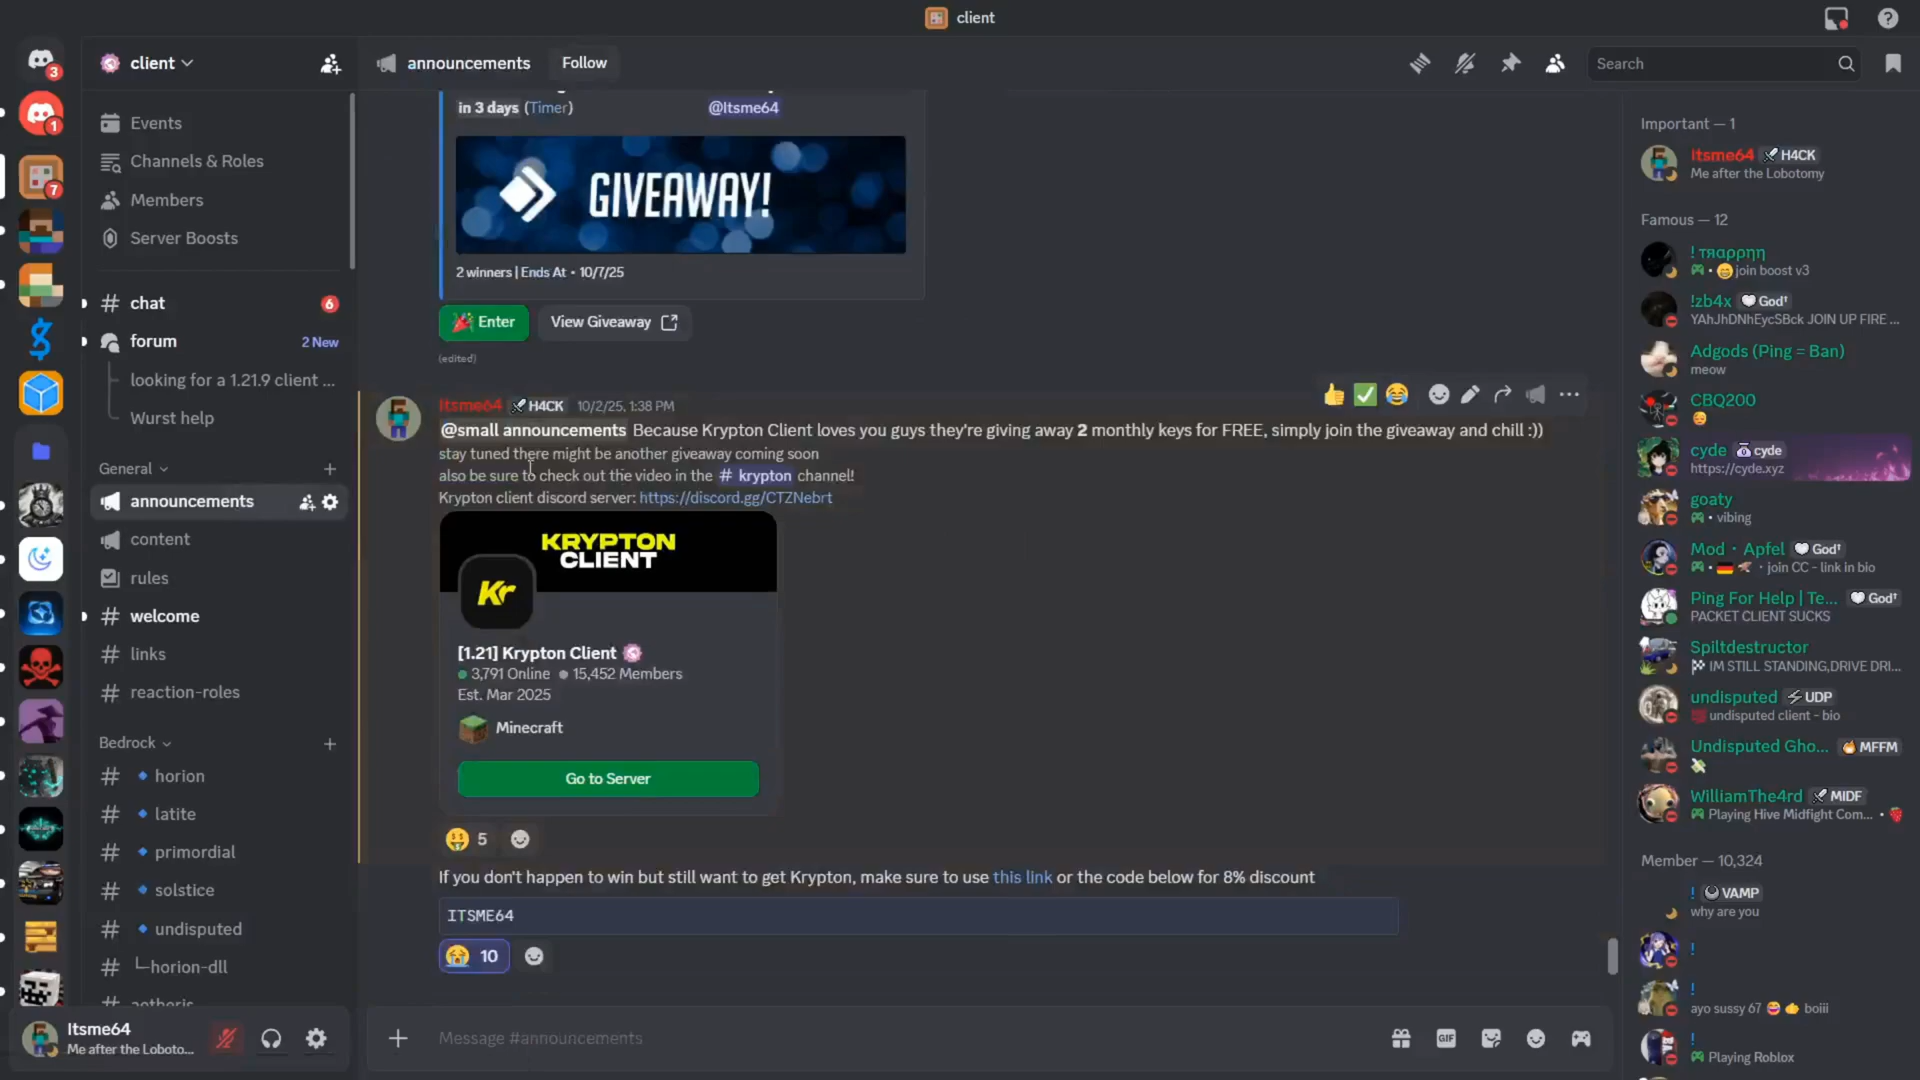 client
3
client
announcements
Follow
Search
in 3 days (Timer)
@Itsme64
GIVEAWAY!
2 winners | Ends At • 10/7/25
Enter
View Giveaway
(edited)
Itsme64 H4CK 10/2/25, 1:38 PM
@small announcements Because Krypton Client loves you guys they're giving away 2 monthly keys for FREE, simply join the giveaway and chill :))
stay tuned there might be another giveaway coming soon
also be sure to check out the video in the # krypton channel!
Krypton client discord server: https://discord.gg/CTZNebrt
KRYPTON
CLIENT
Kr
[1.21] Krypton Client
3,791 Online 15,452 Members
Est. Mar 2025
Minecraft
Go to Server
5
If you don't happen to win but still want to get Krypton, make sure to use this link or the code below for 8% discount
ITSME64
10
Message #announcements
GIF
1
7
Events
Channels & Roles
Members
Server Boosts
chat 6
forum 2 New
looking for a 1.21.9 client ...
Wurst help
General
announcements
content
rules
welcome
links
reaction-roles
Bedrock
horion
latite
primordial
solstice
undisputed
horion-dll
aetheris
Itsme64
Me after the Loboto...
Important — 1
Itsme64 H4CK
Me after the Lobotomy
Famous — 12
! тяαρρηη
join boost v3
!zb4x God†
YAhJhDNhEycSBck JOIN UP FIRE ...
Adgods (Ping = Ban)
meow
CBQ200
cyde cyde
https://cyde.xyz
goaty
• vibing
Mod • Apfel God†
• join CC - link in bio
Ping For Help | Te... God†
PACKET CLIENT SUCKS
Spiltdestructor
IM STILL STANDING,DRIVE DRI...
undisputed UDP
undisputed client - bio
Undisputed Gho... MFFM
WilliamThe4rd MIDF
Playing Hive Midfight Com... •
Member — 10,324
! VAMP
why are you
!
!
ayo sussy 67 boiii
!
Playing Roblox